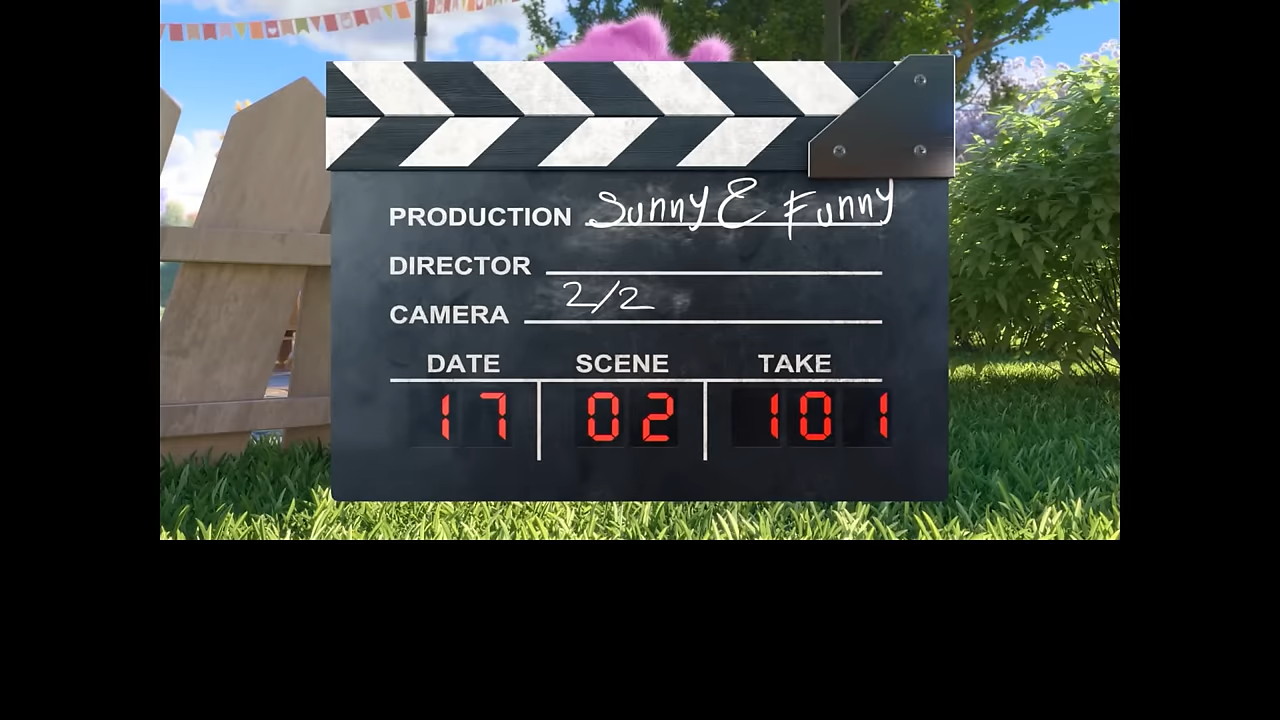 PRODUCTION Sunny & Funny
DIRECTOR
CAMERA 2/2
DATE SCENE TAKE
17 02 101